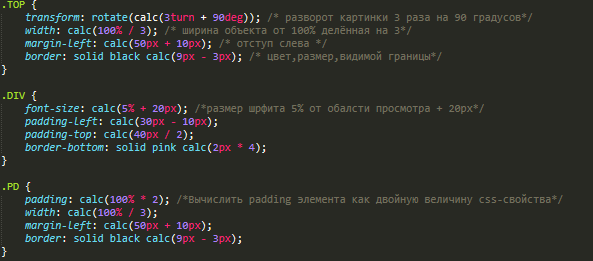 .TOP {
transform: rotate(calc(3turn + 90deg)); /* разворот картинки 3 раза на 90 градусов*/
width: calc(100% / 3); /* ширина объекта от 100% делённая на 3*/
margin-left: calc(50px + 10px); /* отступ слева */
border: solid black calc(9px - 3px); /* цвет,размер,видимой границы*/
}
.DIV {
font-size: calc(5% + 20px); /*размер шрфита 5% от обалсти просмотра + 20px*/
padding-left: calc(30px - 10px);
padding-top: calc(40px / 2);
border-bottom: solid pink calc(2px * 4);
}
.PD {
padding: calc(100% * 2); /*Вычислить padding элемента как двойную величину css-свойства*/
width: calc(100% / 3);
margin-left: calc(50px + 10px);
border: solid black calc(9px - 3px);
}